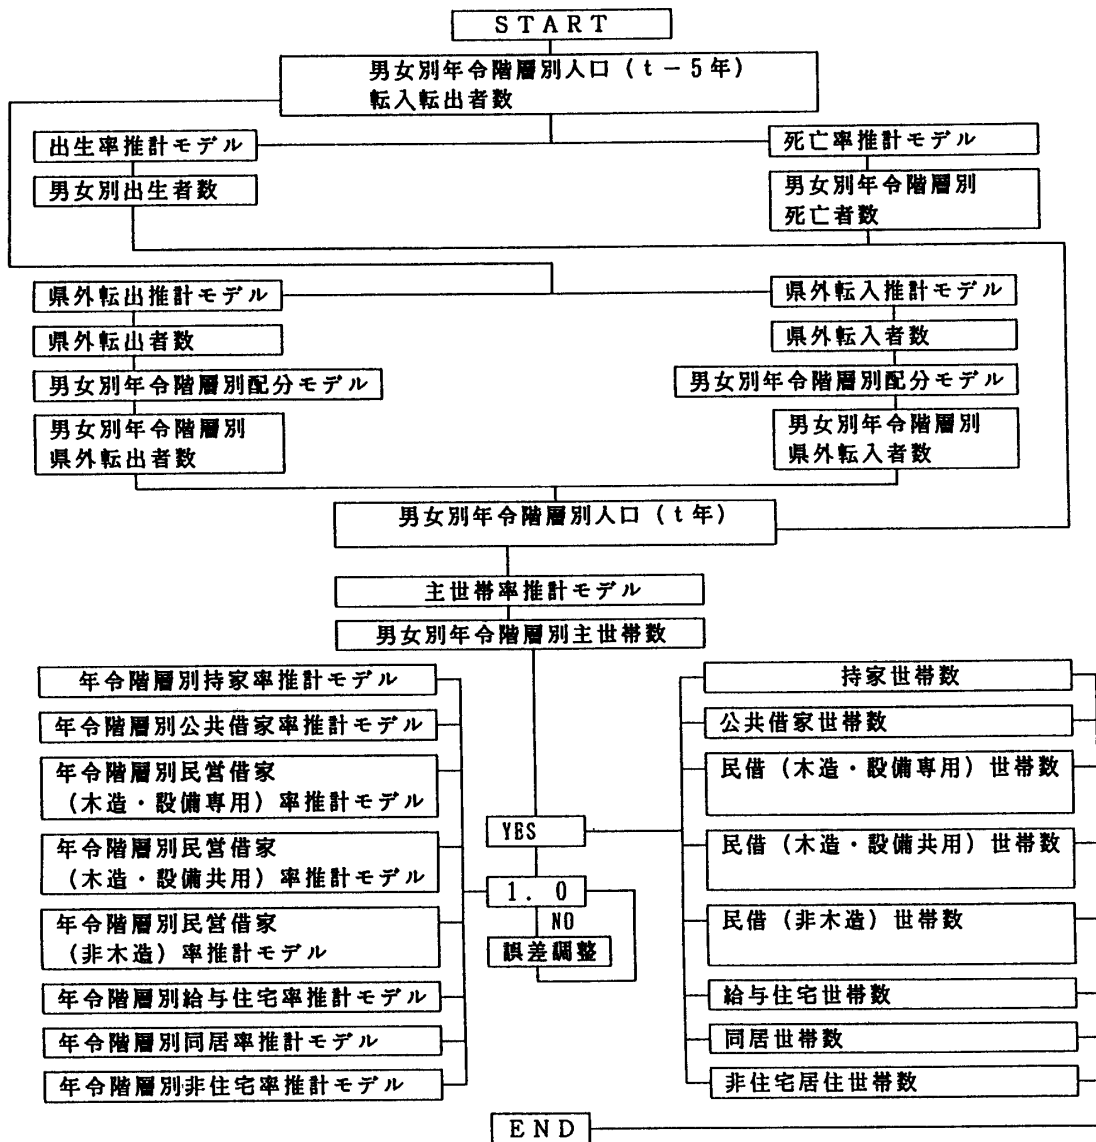 START
男女別年令階層別人口（t－5年）
転入転出者数
出生率推計モデル
死亡率推計モデル
男女別出生者数
男女別年令階層別
死亡者数
県外転出推計モデル
県外転入推計モデル
県外転出者数
県外転入者数
男女別年令階層別配分モデル
男女別年令階層別配分モデル
男女別年令階層別
県外転出者数
男女別年令階層別
県外転入者数
男女別年令階層別人口（t年）
主世帯率推計モデル
男女別年令階層別主世帯数
年令階層別持家率推計モデル
年令階層別公共借家率推計モデル
年令階層別民営借家
（木造・設備専用）率推計モデル
年令階層別民営借家
（木造・設備共用）率推計モデル
年令階層別民営借家
（非木造）率推計モデル
年令階層別給与住宅率推計モデル
年令階層別同居率推計モデル
年令階層別非住宅率推計モデル
YES
1．0
NO
誤差調整
持家世帯数
公共借家世帯数
民借（木造・設備専用）世帯数
民借（木造・設備共用）世帯数
民借（非木造）世帯数
給与住宅世帯数
同居世帯数
非住宅居住世帯数
END